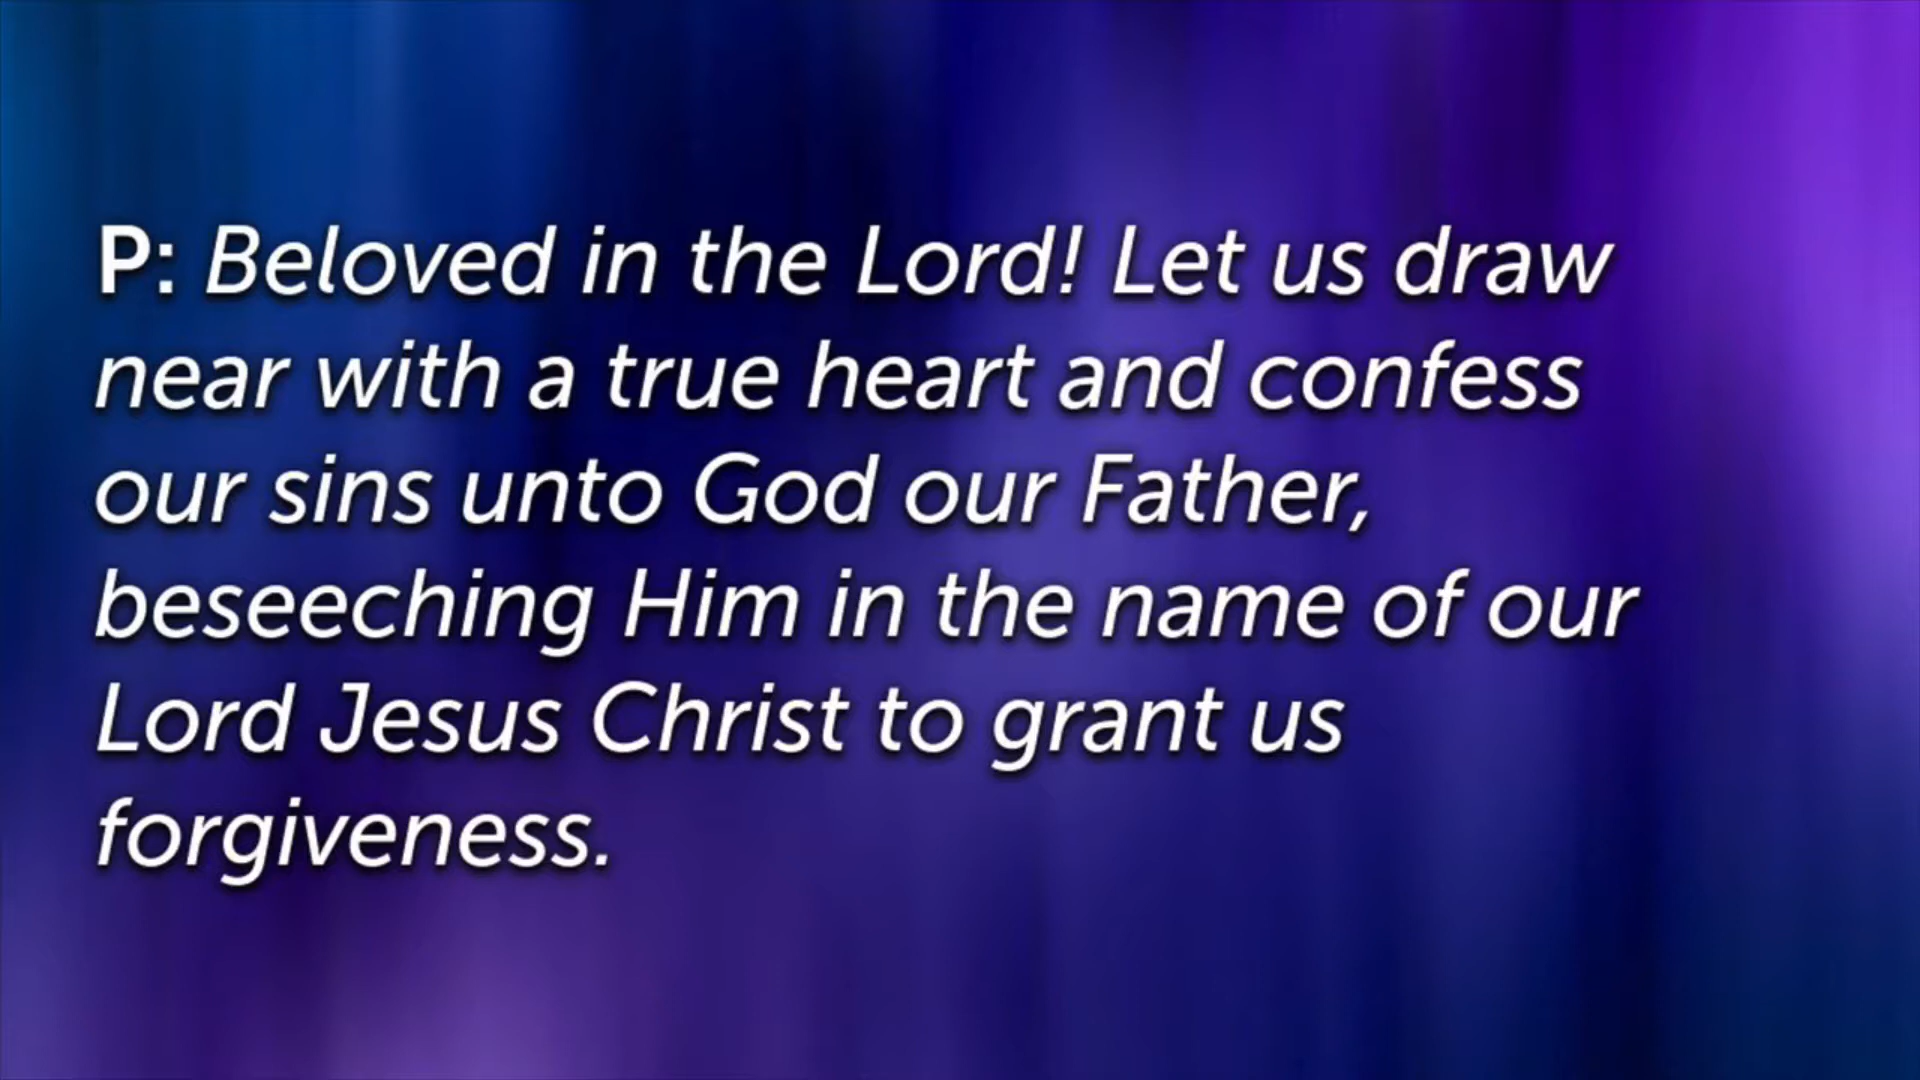 P: Beloved in the Lord! Let us draw
near with a true heart and confess
our sins unto God our Father,
beseeching Him in the name of our
Lord Jesus Christ to grant us
forgiveness.